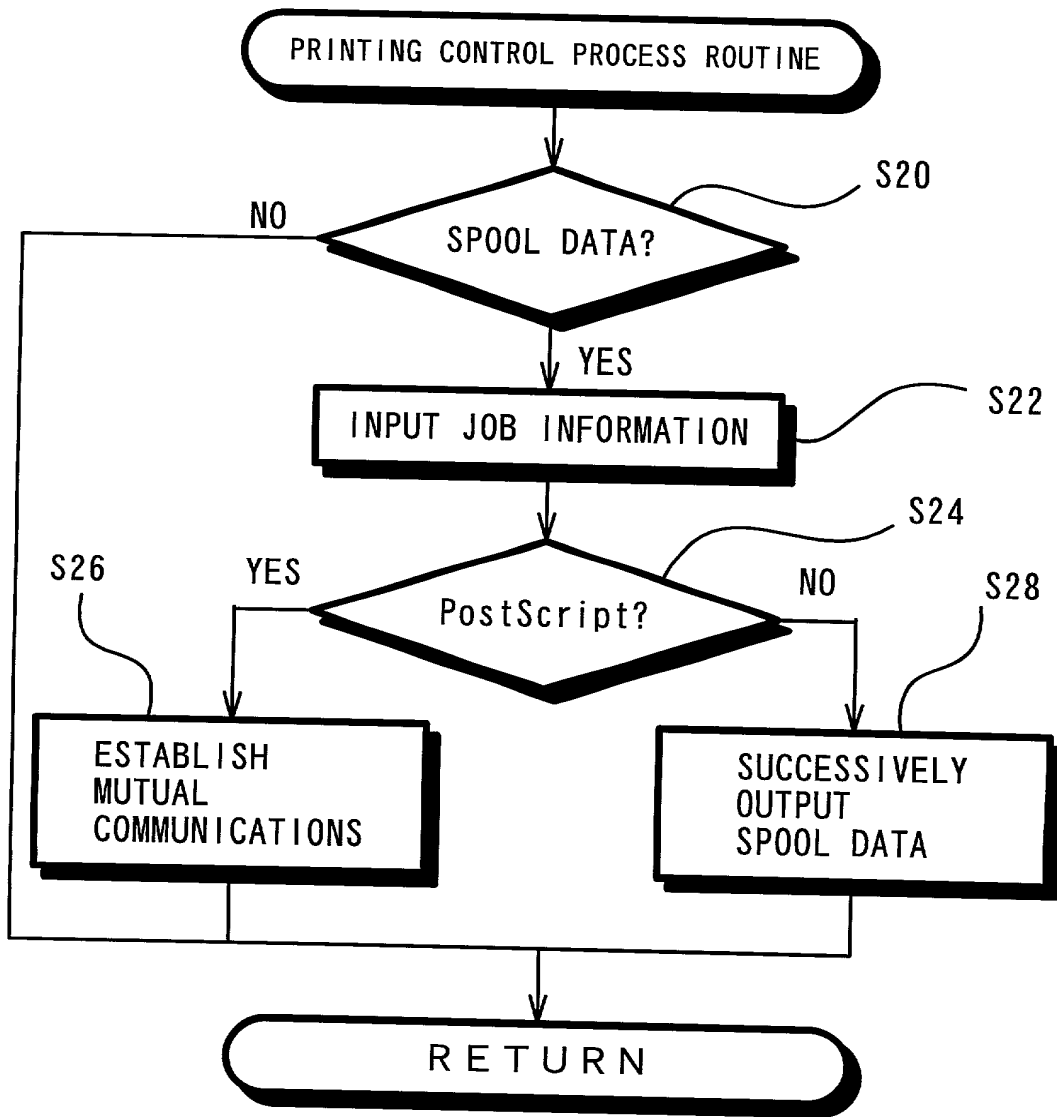 PRINTING CONTROL PROCESS ROUTINE
S20
NO
SPOOL DATA?
YES
S22
INPUT JOB INFORMATION
S24
S26
YES
NO
S28
PostScript?
ESTABLISH
MUTUAL
COMMUNICATIONS
SUCCESSIVELY
OUTPUT
SPOOL DATA
RETURN